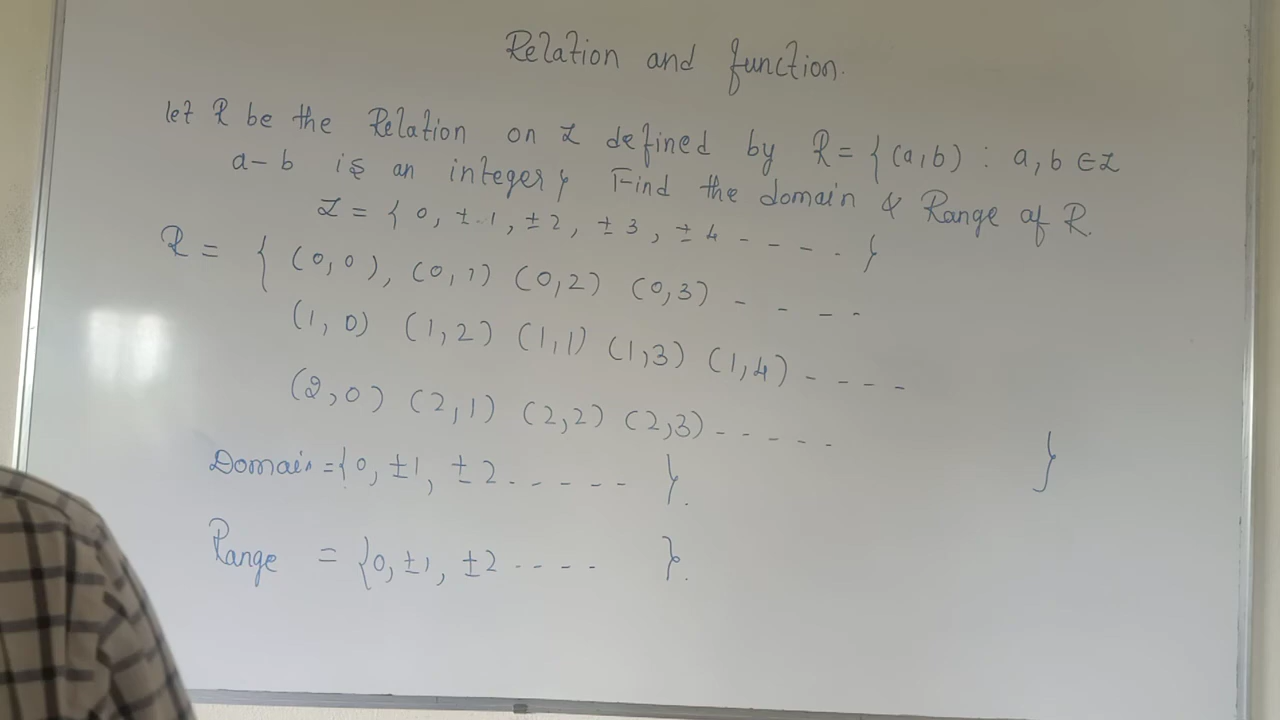 Relation and function.
let R be the Relation on Z defined by R = { (a,b) : a, b ∈ Z
a - b is an integer } Find the domain & Range of R.
Z = { 0, ± 1, ± 2, ± 3, ± 4 - - - - . }
R = { (0,0), (0,1) (0,2) (0,3) - - - -
(1,0) (1,2) (1,1) (1,3) (1,4) - - - -
(2,0) (2,1) (2,2) (2,3) - - - - - }
Domain = {0, ±1, ±2 . - - - - - }.
Range = {0, ±1, ±2 - - - - }.